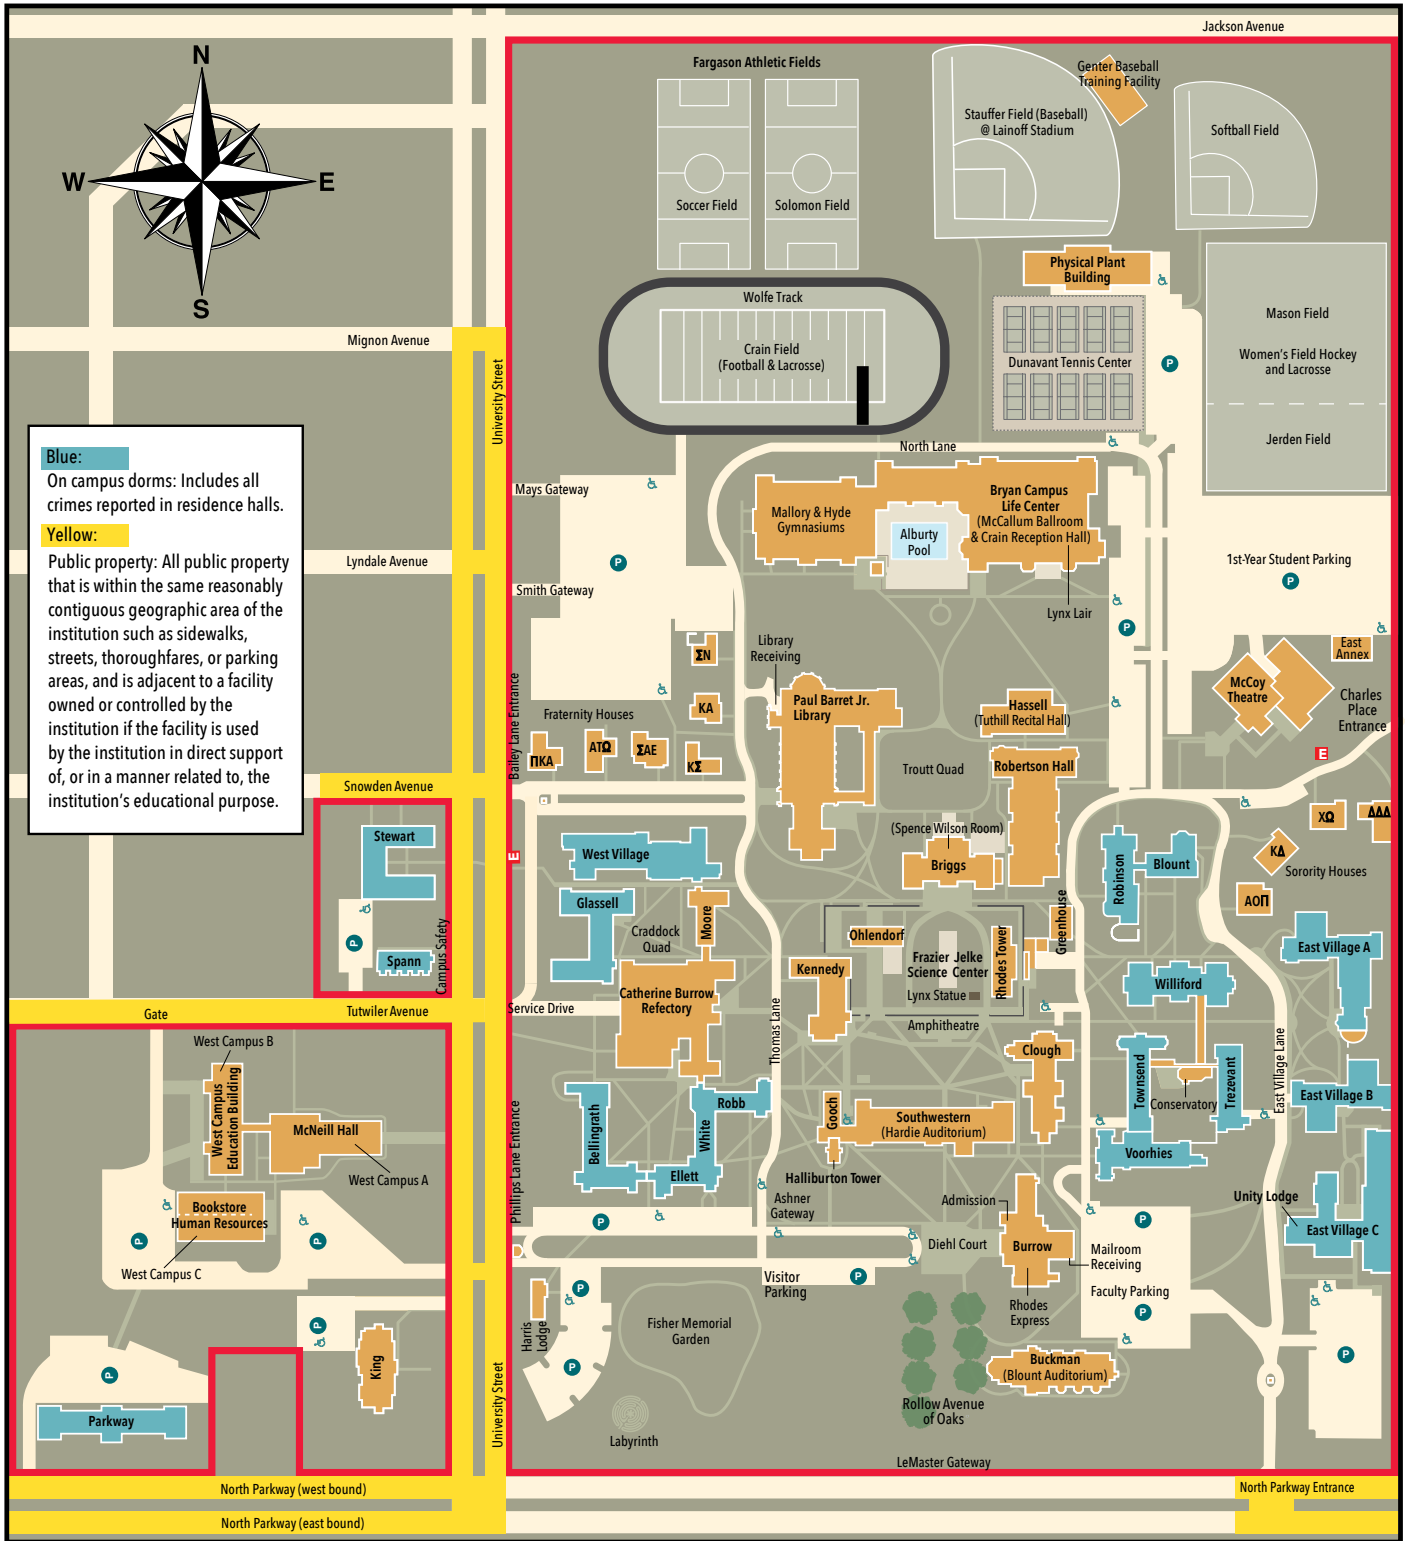 Jackson Avenue
N
W
E
S
Fargason Athletic Fields
Genter Baseball
Training Facility
Stauffer Field (Baseball)
@ Lainoff Stadium
Softball Field
Soccer Field
Solomon Field
Physical Plant
Building
Wolfe Track
Crain Field
(Football & Lacrosse)
Dunavant Tennis Center
P
Mason Field
Women's Field Hockey
and Lacrosse
Jerden Field
Mignon Avenue
University Street
North Lane
Blue:
On campus dorms: Includes all
crimes reported in residence halls.
Yellow:
Public property: All public property
that is within the same reasonably
contiguous geographic area of the
institution such as sidewalks,
streets, thoroughfares, or parking
areas, and is adjacent to a facility
owned or controlled by the
institution if the facility is used
by the institution in direct support
of, or in a manner related to, the
institution's educational purpose.
Mays Gateway
Mallory & Hyde
Gymnasiums
Alburty
Pool
Bryan Campus
Life Center
(McCallum Ballroom
& Crain Reception Hall)
Lynx Lair
Lyndale Avenue
P
Smith Gateway
1st-Year Student Parking
P
P
ΣΝ
Library
Receiving
East
Annex
McCoy
Theatre
Charles
Place
Entrance
E
Bailey Lane Entrance
Fraternity Houses
ΚΑ
ΠΚΑ
ΑΤΩ
ΣΑΕ
ΚΣ
Paul Barret Jr.
Library
Hassell
(Tuthill Recital Hall)
Troutt Quad
Robertson Hall
Snowden Avenue
Stewart
P
Spann
Campus Safety
E
West Village
Glassell
Craddock
Quad
Moore
(Spence Wilson Room)
Briggs
Robinson
Blount
ΧΩ
ΔΔΔ
ΚΔ
Sorority Houses
ΑΟΠ
Greenhouse
Ohlendorf
Kennedy
Frazier Jelke
Science Center
Rhodes Tower
Lynx Statue
Amphitheatre
East Village A
Williford
Catherine Burrow
Refectory
Service Drive
Thomas Lane
Gate
Tutwiler Avenue
West Campus B
West Campus
Education Building
McNeill Hall
West Campus A
Bookstore
Human Resources
West Campus C
P
P
Clough
Townsend
Conservatory
Trezevant
East Village Lane
East Village B
Robb
White
Bellingrath
Ellett
Gooch
Southwestern
(Hardie Auditorium)
Halliburton Tower
Voorhies
Phillips Lane Entrance
Ashner
Gateway
Admission
Unity Lodge
East Village C
P
Diehl Court
Burrow
Mailroom
Receiving
P
Visitor
Parking
P
P
Harris
Lodge
Fisher Memorial
Garden
Rhodes
Express
Faculty Parking
P
P
King
P
P
P
Buckman
(Blount Auditorium)
P
Parkway
University Street
Rollow Avenue
of Oaks
Labyrinth
LeMaster Gateway
North Parkway (west bound)
North Parkway Entrance
North Parkway (east bound)